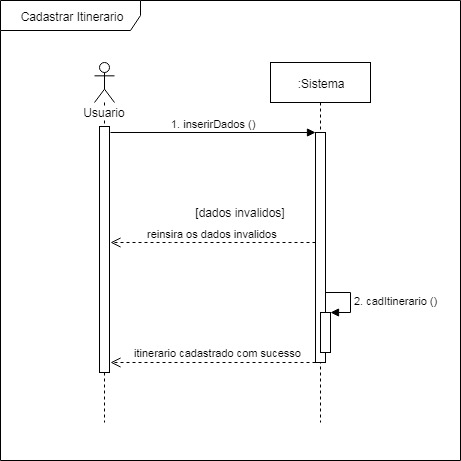 Cadastrar Itinerario
:Sistema
Usuario
1. inserirDados ()
[dados invalidos]
reinsira os dados invalidos
2. cadItinerario ()
itinerario cadastrado com sucesso